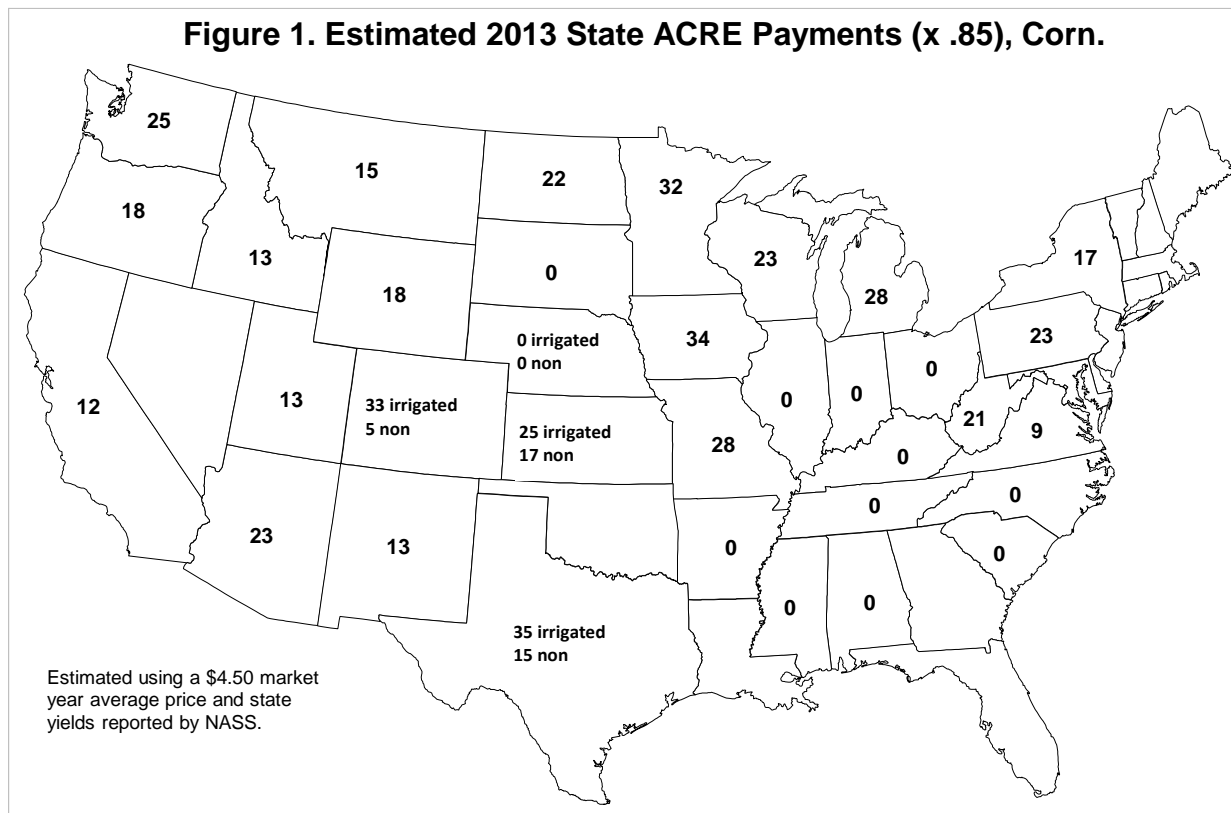 Figure 1. Estimated 2013 State ACRE Payments (x .85), Corn.
25
15
22
32
18
13
18
0
23
28
17
0 irrigated
0 non
34
23
12
13
33 irrigated
5 non
25 irrigated
17 non
28
0
0
0
21
9
0
23
13
0
0
0
0
0
0
35 irrigated
15 non
Estimated using a $4.50 market
year average price and state
yields reported by NASS.